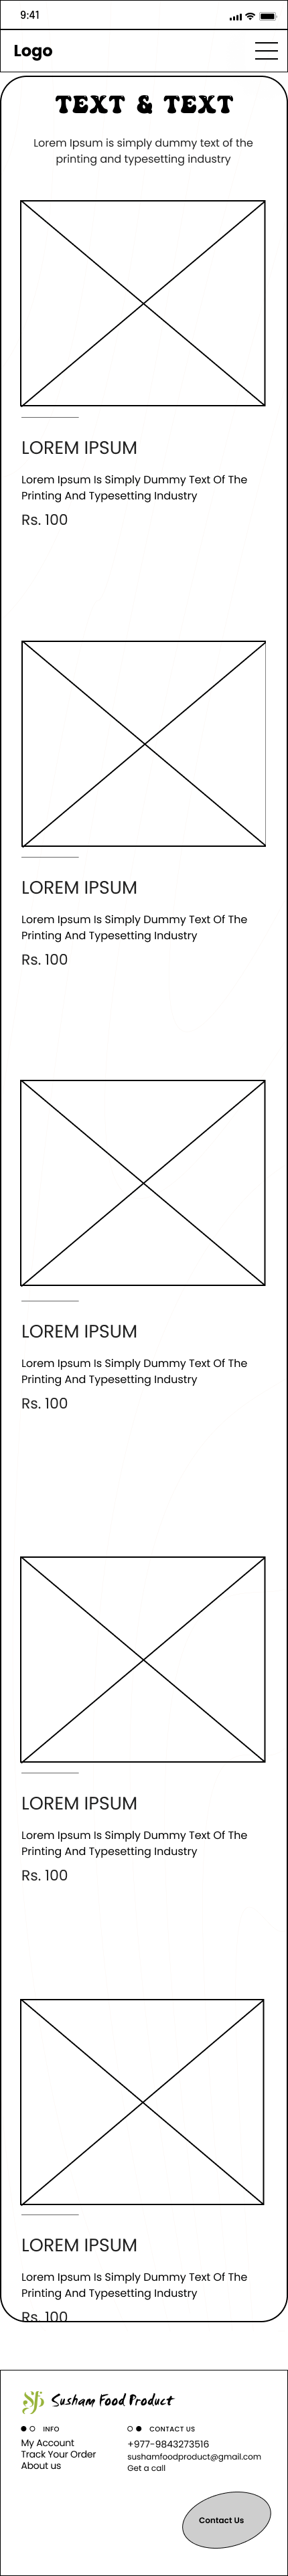 9:41
Logo
TEXT & TEXT
Lorem Ipsum is simply dummy text of the
printing and typesetting industry
LOREM IPSUM
Lorem Ipsum Is Simply Dummy Text Of The
Printing And Typesetting Industry
Rs. 100
LOREM IPSUM
Lorem Ipsum Is Simply Dummy Text Of The
Printing And Typesetting Industry
Rs. 100
LOREM IPSUM
Lorem Ipsum Is Simply Dummy Text Of The
Printing And Typesetting Industry
Rs. 100
LOREM IPSUM
Lorem Ipsum Is Simply Dummy Text Of The
Printing And Typesetting Industry
Rs. 100
LOREM IPSUM
Lorem Ipsum Is Simply Dummy Text Of The
Printing And Typesetting Industry
Rs. 100
Susham Food Product
INFO
My Account
Track Your Order
About us
CONTACT US
+977-9843273516
sushamfoodproduct@gmail.com
Get a call
Contact Us